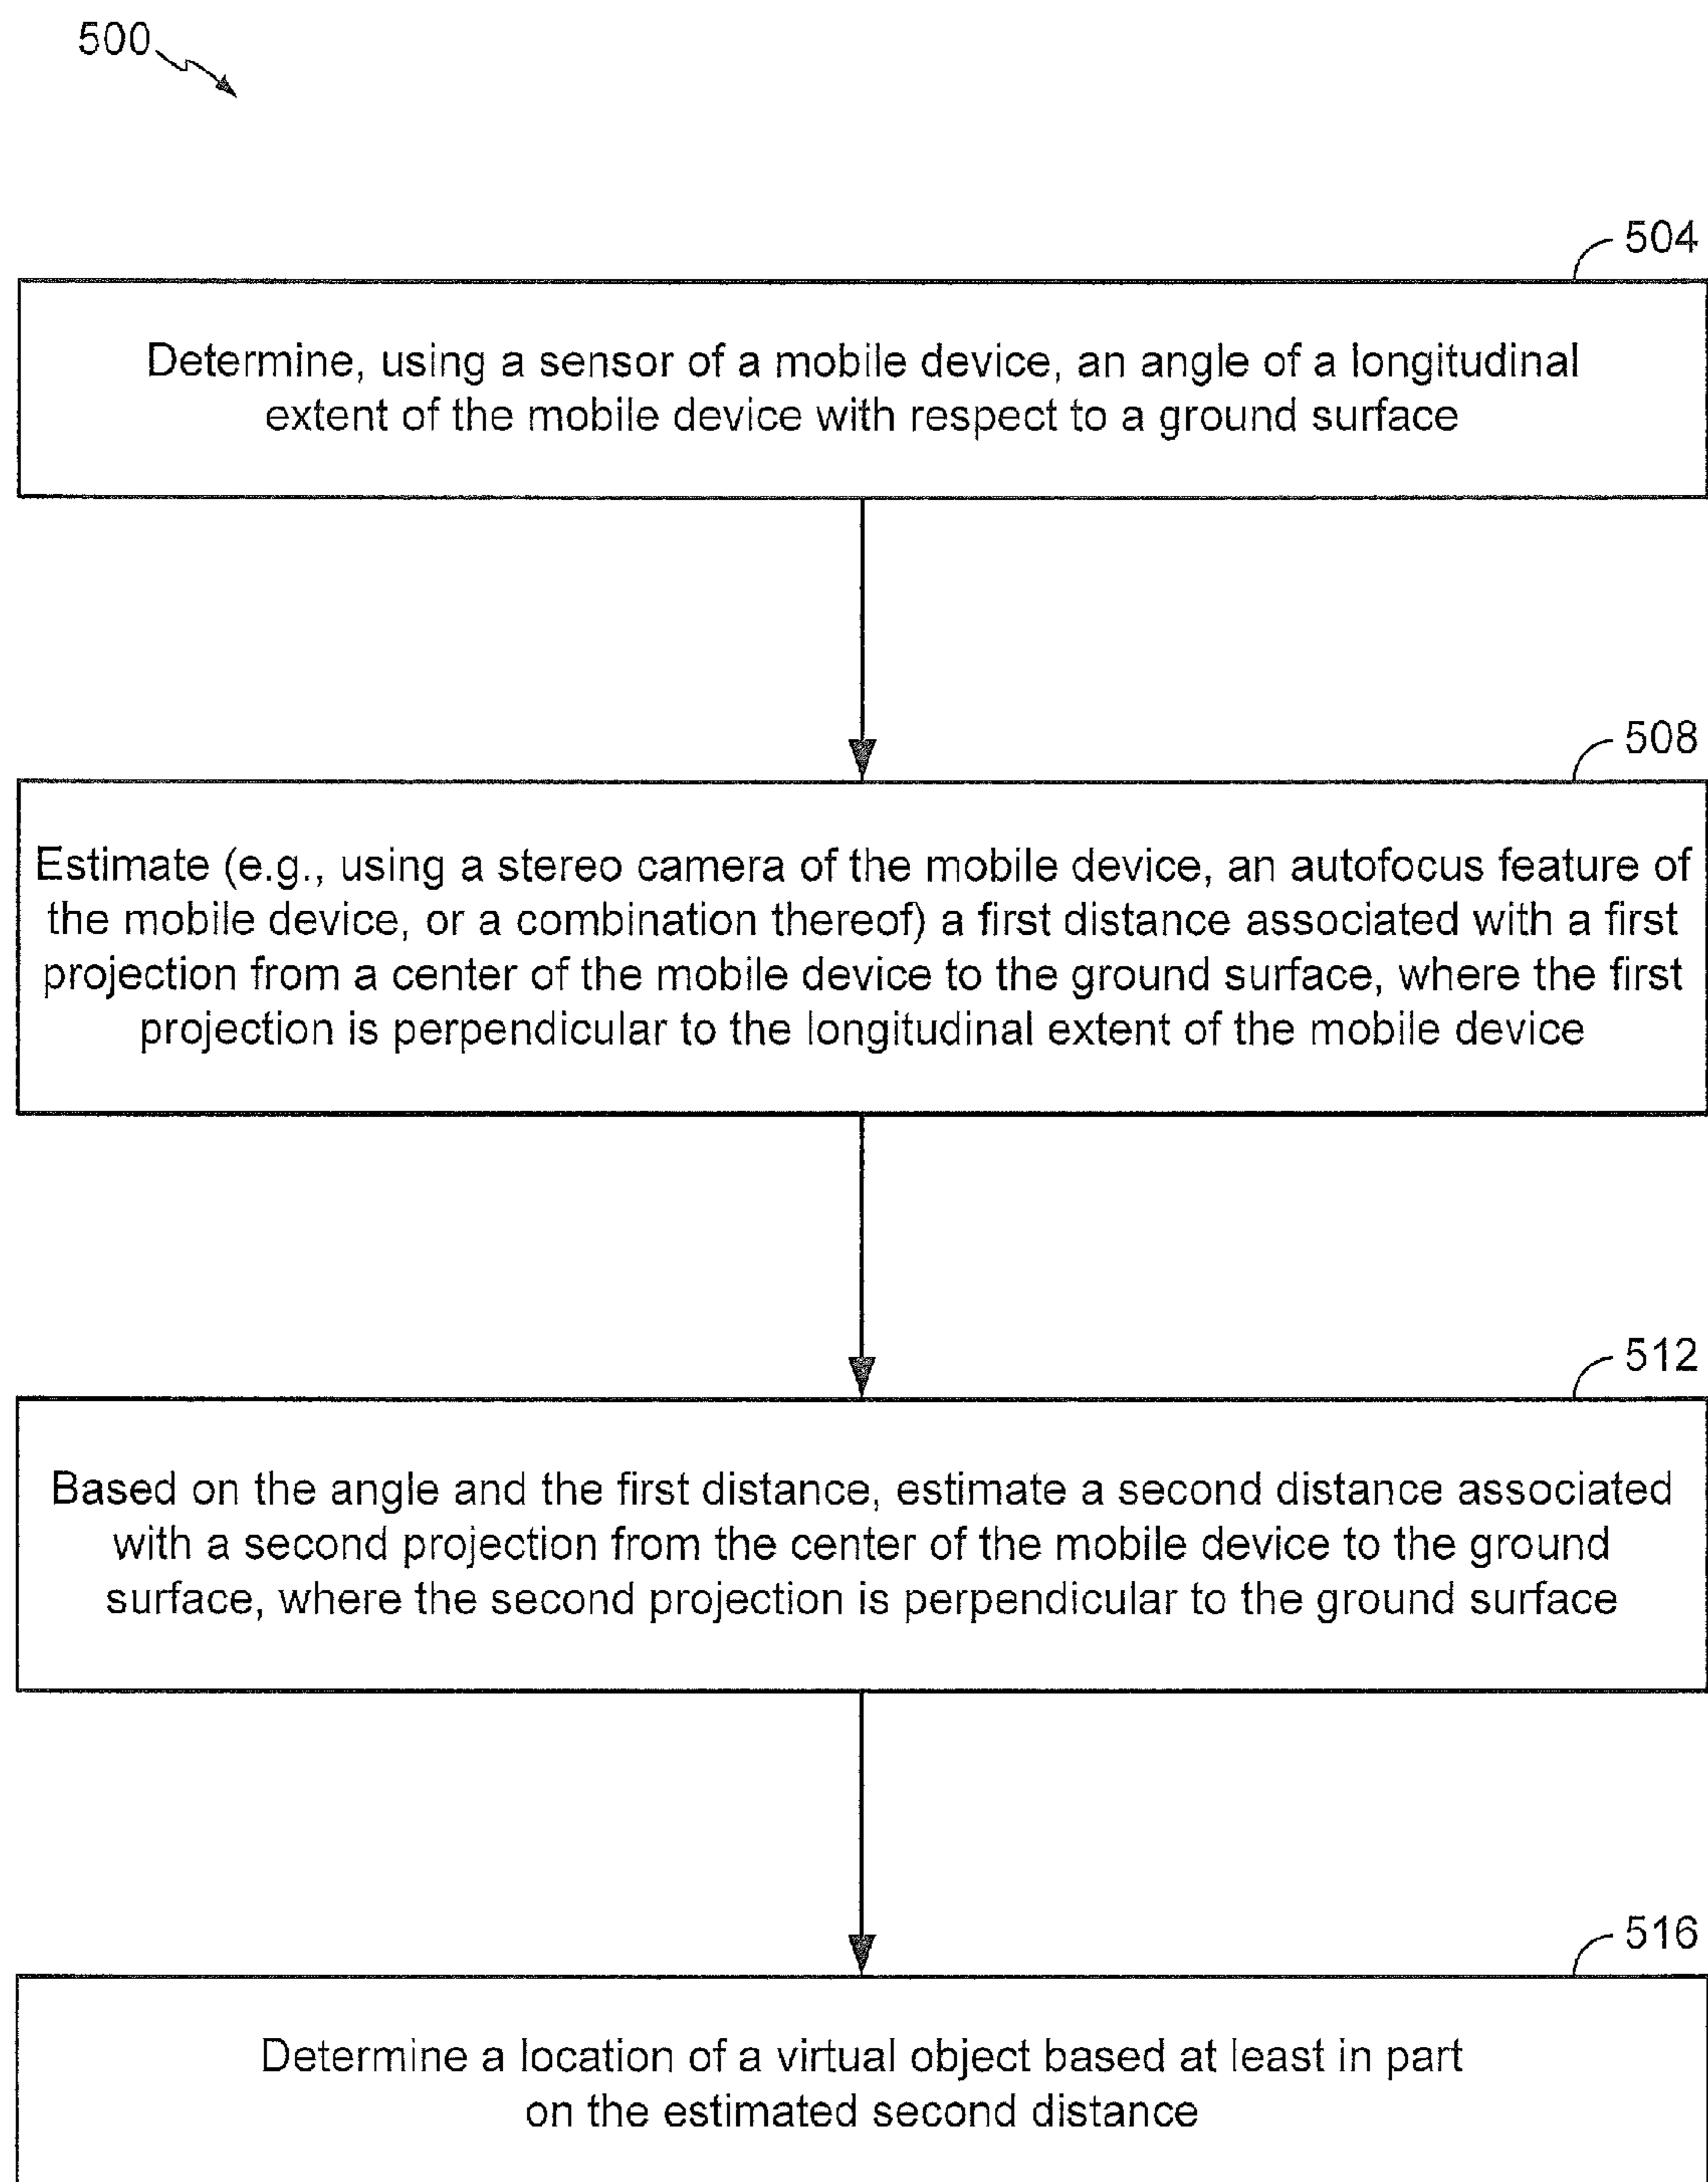 500
504
Determine, using a sensor of a mobile device, an angle of a longitudinal
extent of the mobile device with respect to a ground surface
508
Estimate (e.g., using a stereo camera of the mobile device, an autofocus feature of
the mobile device, or a combination thereof) a first distance associated with a first
projection from a center of the mobile device to the ground surface, where the first
projection is perpendicular to the longitudinal extent of the mobile device
512
Based on the angle and the first distance, estimate a second distance associated
with a second projection from the center of the mobile device to the ground
surface, where the second projection is perpendicular to the ground surface
516
Determine a location of a virtual object based at least in part
on the estimated second distance